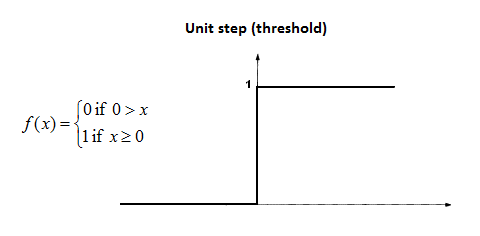 Unit step (threshold)
1
f(x) = {0 if 0 > x
1 if x ≥ 0